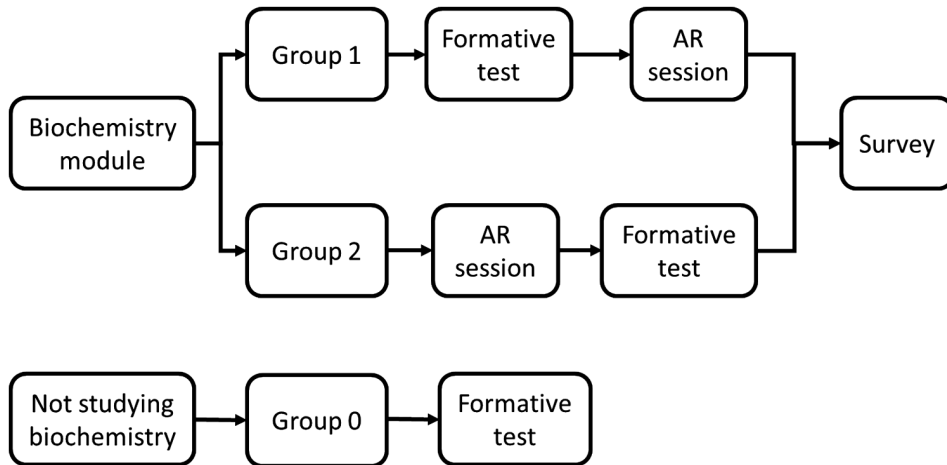 Biochemistry
module
Group 1
Formative
test
AR
session
Group 2
AR
session
Formative
test
Survey
Not studying
biochemistry
Group 0
Formative
test